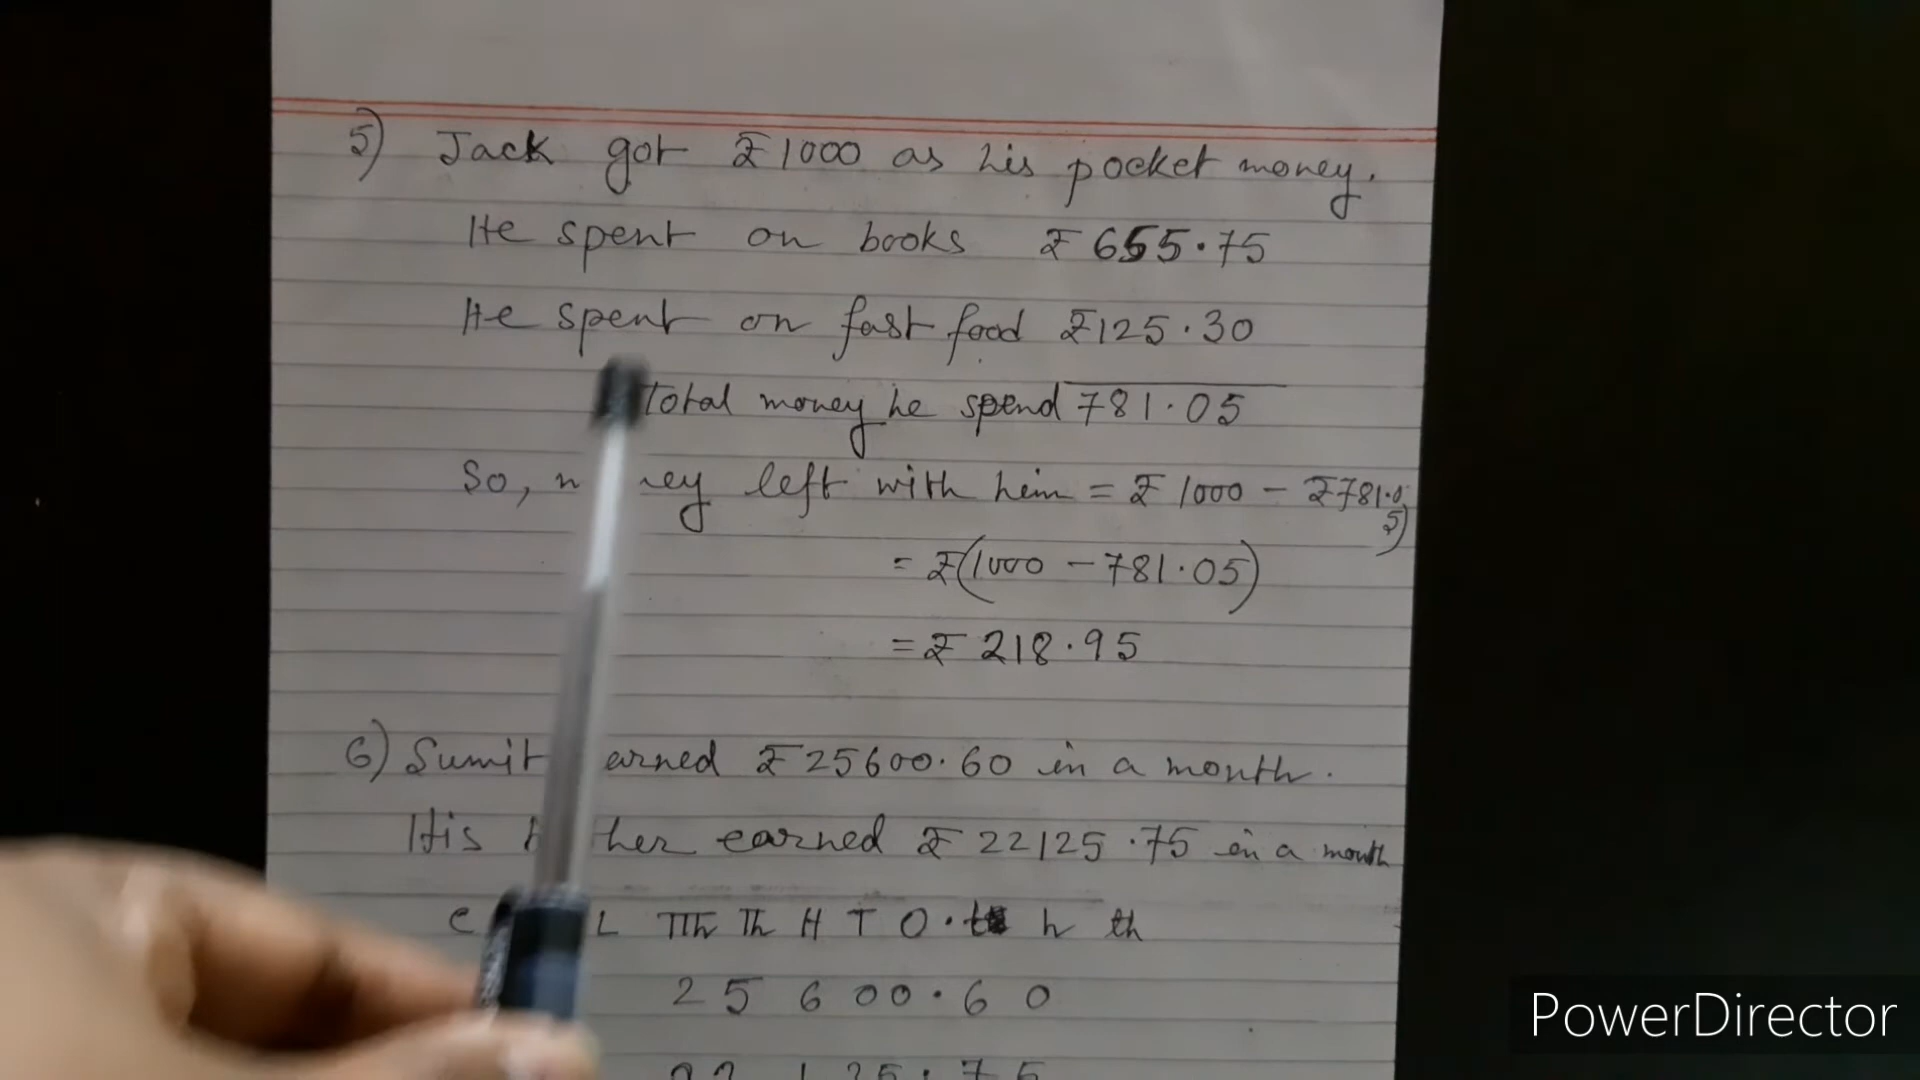 5) Jack got ₹1000 as his pocket money.
He spent on books ₹655.75
He spent on fast food ₹125.30
Total money he spend 781.05
So, left with him = ₹1000 - ₹781.05
= ₹(1000 - 781.05)
= ₹218.95
6) Sumit earned ₹25600.60 in a month.
His earned ₹22125.75 in a month
L TTh Th H T O . t h th
25600.60
22125.75
PowerDirector